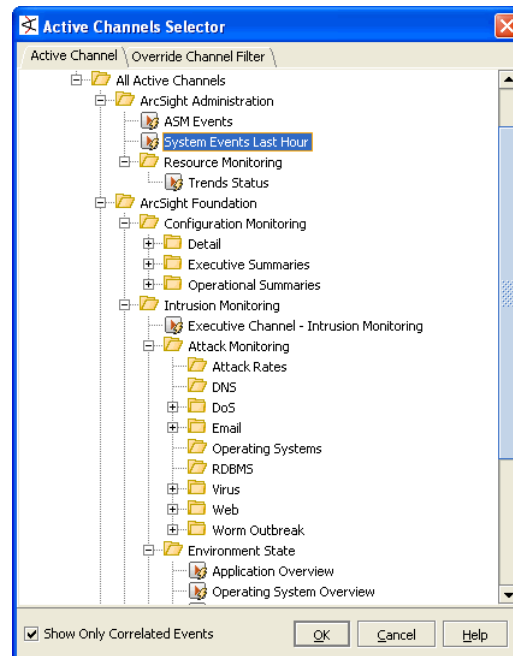 Active Channels Selector
Active Channel
Override Channel Filter
All Active Channels
ArcSight Administration
ASM Events
System Events Last Hour
Resource Monitoring
Trends Status
ArcSight Foundation
Configuration Monitoring
Detail
Executive Summaries
Operational Summaries
Intrusion Monitoring
Executive Channel - Intrusion Monitoring
Attack Monitoring
Attack Rates
DNS
DoS
Email
Operating Systems
RDBMS
Virus
Web
Worm Outbreak
Environment State
Application Overview
Operating System Overview
Show Only Correlated Events
OK
Cancel
Help